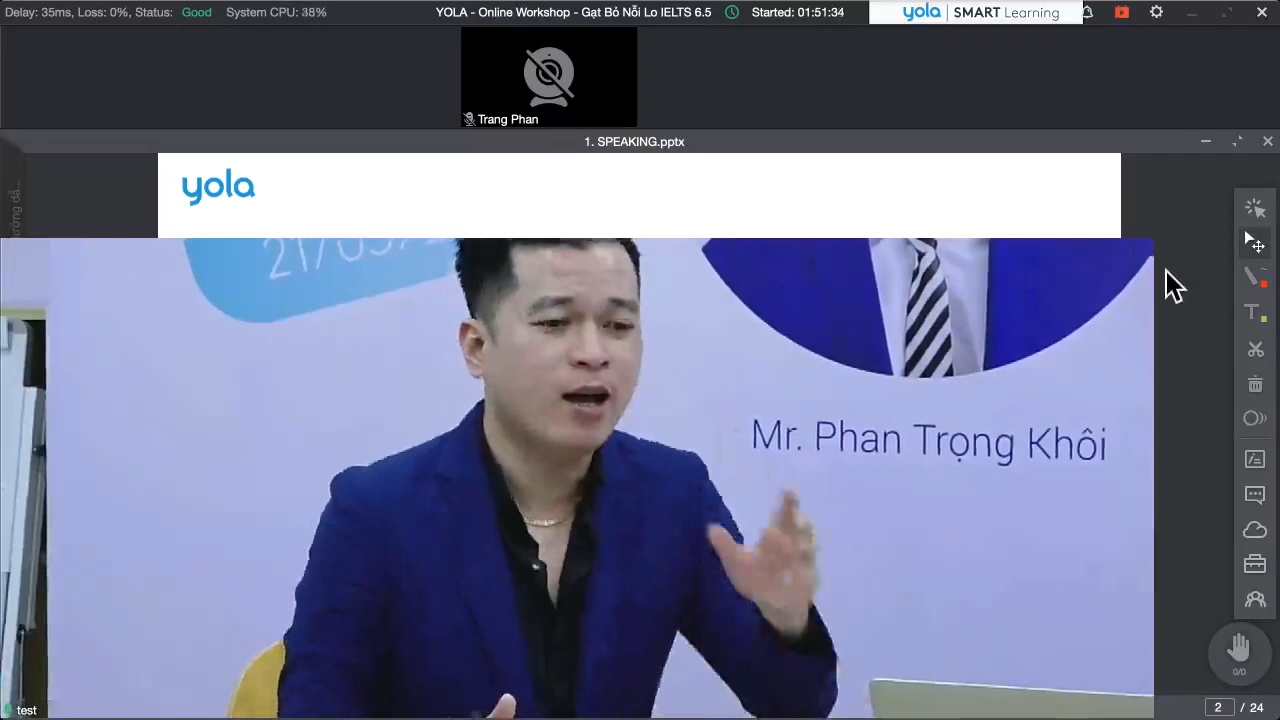 Delay: 35ms, Loss: 0%, Status: Good System CPU: 38%
YOLA - Online Workshop - Gạt Bỏ Nỗi Lo IELTS 6.5
Started: 01:51:34
yola | SMART Learning
Trang Phan
1. SPEAKING.pptx
yola
Mr. Phan Trọng Khôi
0/0
test
2 / 24